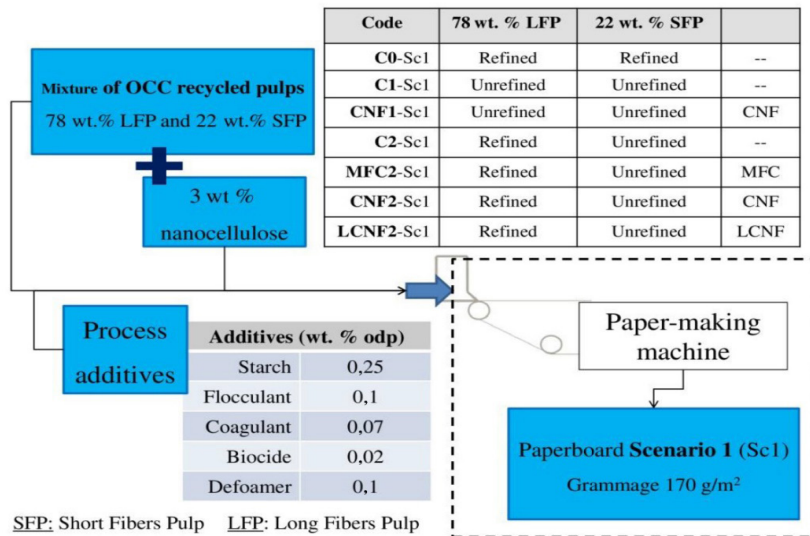 Mixture of OCC recycled pulps
78 wt.% LFP and 22 wt.% SFP
3 wt %
nanocellulose
Code 78 wt. % LFP 22 wt. % SFP
C0-Sc1 Refined Refined --
C1-Sc1 Unrefined Unrefined --
CNF1-Sc1 Unrefined Unrefined CNF
C2-Sc1 Refined Unrefined --
MFC2-Sc1 Refined Unrefined MFC
CNF2-Sc1 Refined Unrefined CNF
LCNF2-Sc1 Refined Unrefined LCNF
Process
additives
Additives (wt. % odp)
Starch 0,25
Flocculant 0,1
Coagulant 0,07
Biocide 0,02
Defoamer 0,1
Paper-making
machine
Paperboard Scenario 1 (Sc1)
Grammage 170 g/m²
SFP: Short Fibers Pulp LFP: Long Fibers Pulp